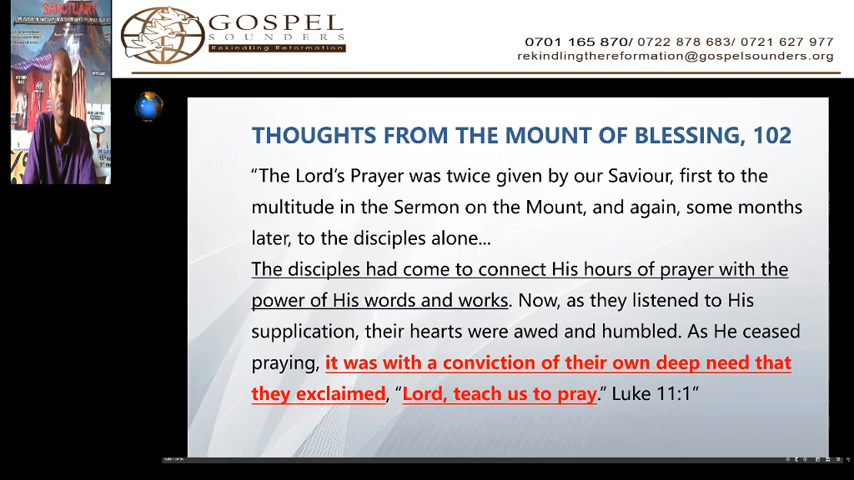 SANCTUARY
GOSPEL
SOUNDERS
Rekindling Reformation
0701 165 870/ 0722 878 683/ 0721 627 977
rekindlingthereformation@gospelsounders.org
THOUGHTS FROM THE MOUNT OF BLESSING, 102
“The Lord’s Prayer was twice given by our Saviour, first to the
multitude in the Sermon on the Mount, and again, some months
later, to the disciples alone...
The disciples had come to connect His hours of prayer with the
power of His words and works. Now, as they listened to His
supplication, their hearts were awed and humbled. As He ceased
praying, it was with a conviction of their own deep need that
they exclaimed, “Lord, teach us to pray.” Luke 11:1”